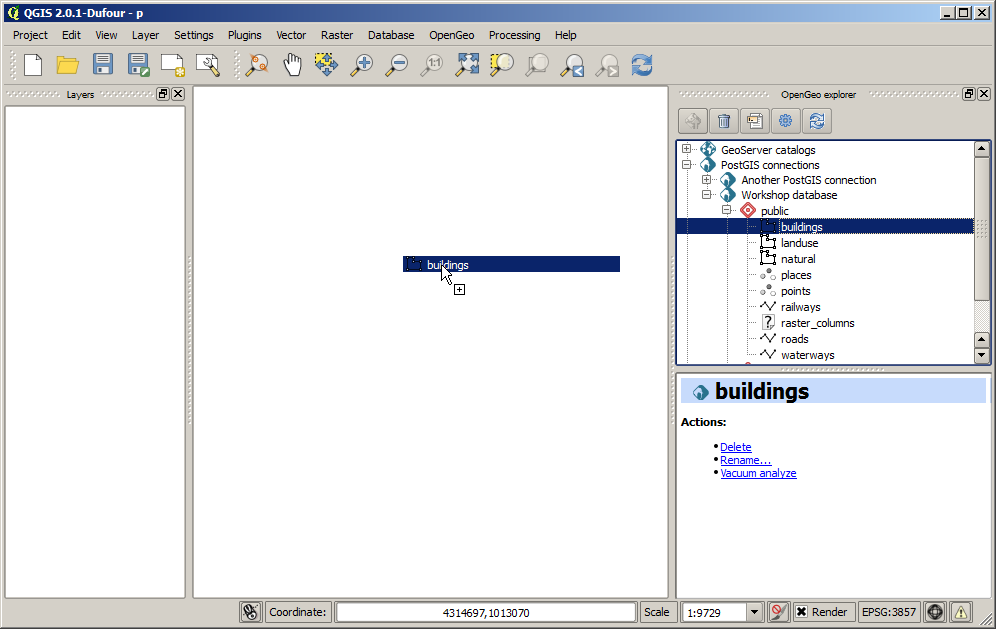 QGIS 2.0.1-Dufour - p
Project Edit View Layer Settings Plugins Vector Raster Database OpenGeo Processing Help
1:1
Layers
OpenGeo explorer
GeoServer catalogs
PostGIS connections
Another PostGIS connection
Workshop database
public
buildings
landuse
natural
places
points
railways
? raster_columns
roads
waterways
buildings
buildings
Actions:
• Delete
• Rename...
• Vacuum analyze
Coordinate: 4314697,1013070 Scale 1:9729 Render EPSG:3857